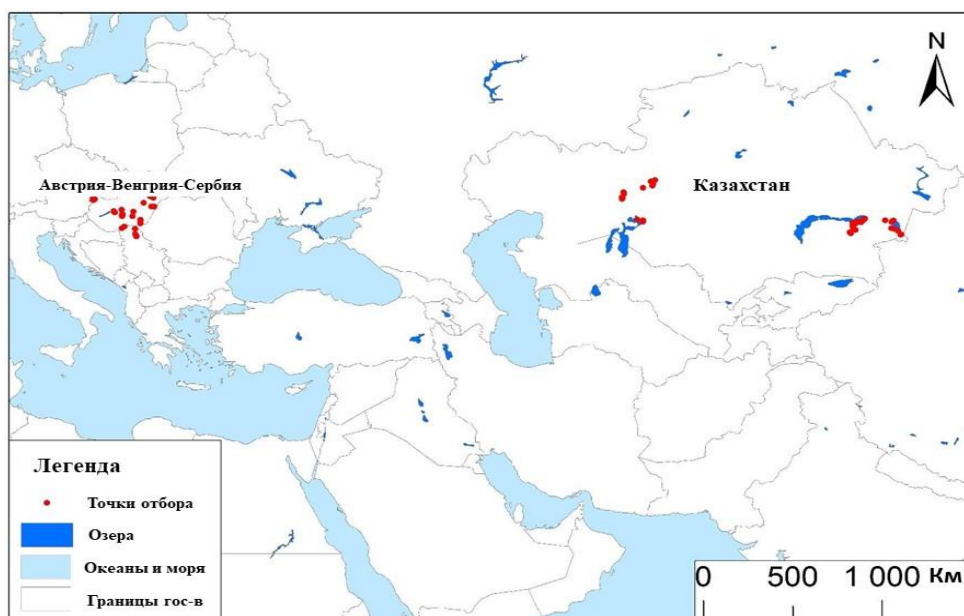 N
Австрия-Венгрия-Сербия
Казахстан
Легенда
Точки отбора
Озера
Океаны и моря
Границы гос-в
0 500 1 000 Км